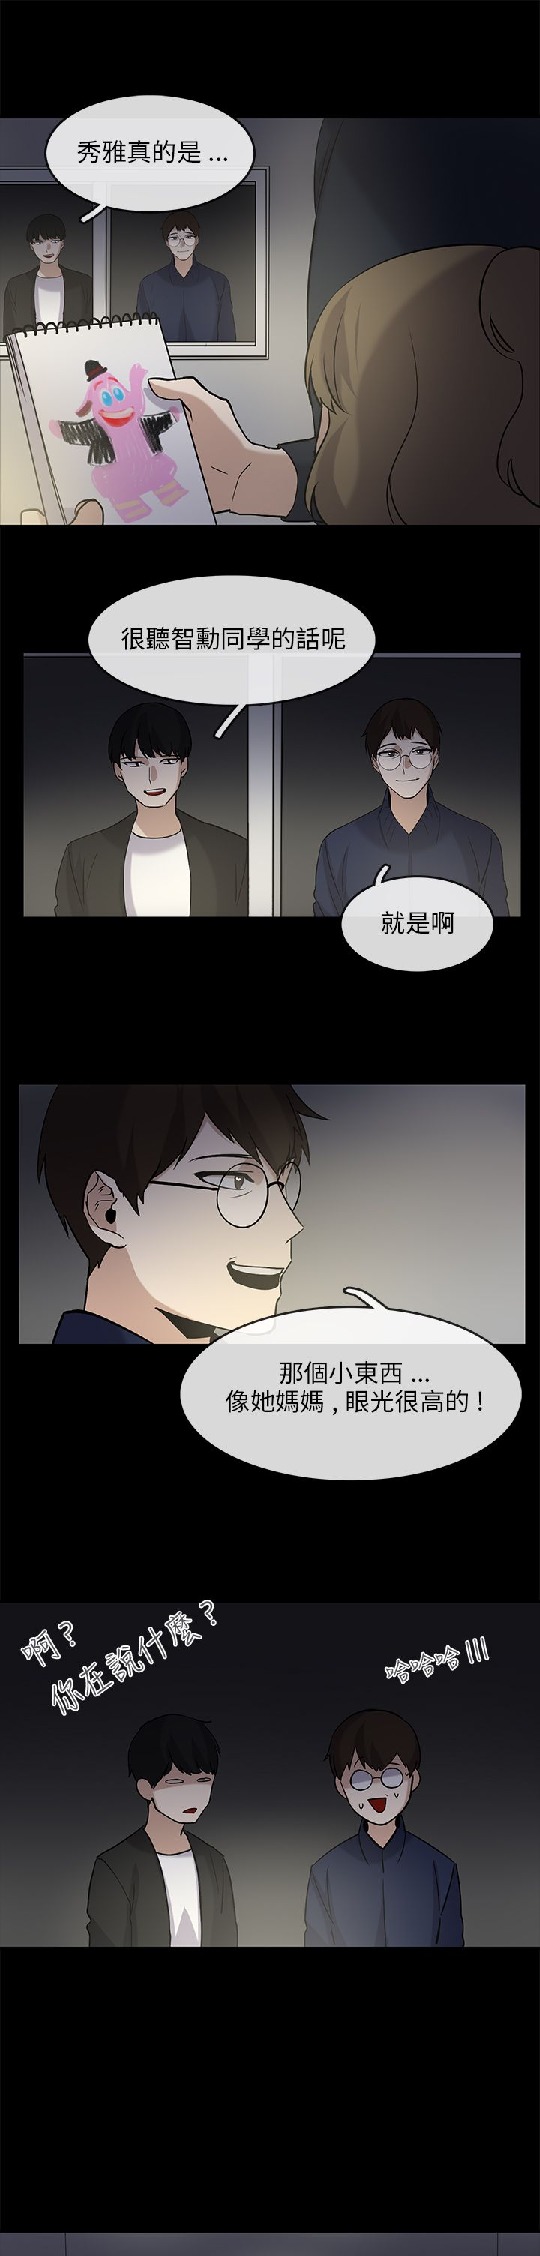 秀雅真的是...
很聽智勳同學的話呢
就是啊
那個小東西...
像她媽媽,眼光很高的!
啊?
你在說什麼?
哈哈哈!!!